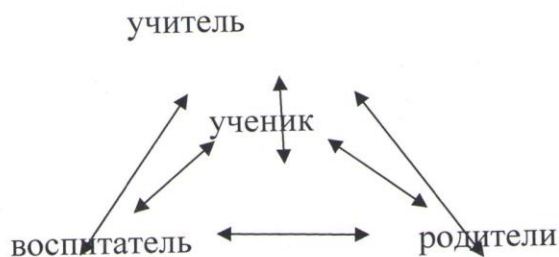 учитель
ученик
воспитатель родители